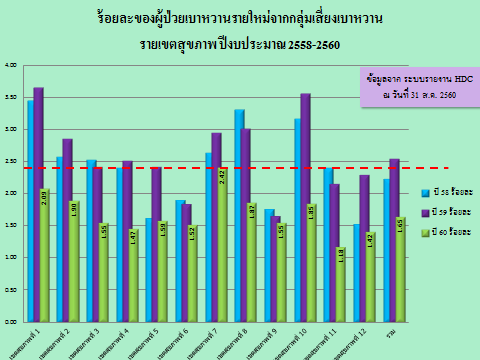 ร้อยละของผู้ป่วยเบาหวานรายใหม่จากกลุ่มเสี่ยงเบาหวาน
รายเขตสุขภาพ ปีงบประมาณ 2558-2560
ข้อมูลจาก ระบบรายงาน HDC
ณ วันที่ 31 ส.ค. 2560
4.00
3.50
3.00
2.50
2.00
1.50
1.00
0.50
0.00
2.09
1.90
1.55
1.47
1.59
1.52
2.42
1.87
1.55
1.85
1.18
1.42
1.65
ปี 58 ร้อยละ
ปี 59 ร้อยละ
ปี 60 ร้อยละ
เขตสุขภาพที่ 1
เขตสุขภาพที่ 2
เขตสุขภาพที่ 3
เขตสุขภาพที่ 4
เขตสุขภาพที่ 5
เขตสุขภาพที่ 6
เขตสุขภาพที่ 7
เขตสุขภาพที่ 8
เขตสุขภาพที่ 9
เขตสุขภาพที่ 10
เขตสุขภาพที่ 11
เขตสุขภาพที่ 12
รวม